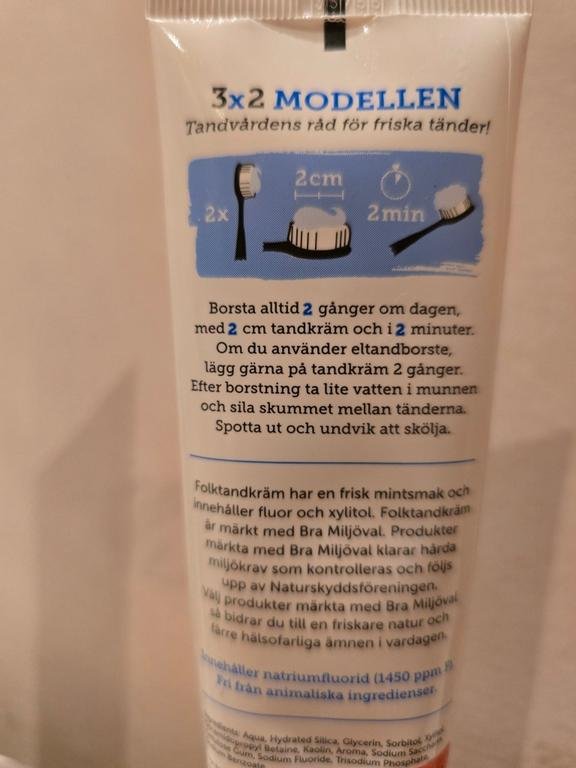 3x2 MODELLEN
Tandvårdens råd för friska tänder!
2x
2cm
2min
Borsta alltid 2 gånger om dagen,
med 2 cm tandkräm och i 2 minuter.
Om du använder eltandborste,
lägg gärna på tandkräm 2 gånger.
Efter borstning ta lite vatten i munnen
och sila skummet mellan tänderna.
Spotta ut och undvik att skölja.
Folktandkräm har en frisk mintsmak och
innehåller fluor och xylitol. Folktandkräm
är märkt med Bra Miljöval. Produkter
märkta med Bra Miljöval klarar hårda
miljökrav som kontrolleras och följs
upp av Naturskyddsföreningen.
Välj produkter märkta med Bra Miljöval
så bidrar du till en friskare natur och
färre hälsofarliga ämnen i vardagen.
Innehåller natriumfluorid (1450 ppm F).
Fri från animaliska ingredienser.
Ingredients: Aqua, Hydrated Silica, Glycerin, Sorbitol,
Betaine, Kaolin, Aroma, Sodium
Gum, Sodium Fluoride, Trisodium Phosphate,
Benzoate